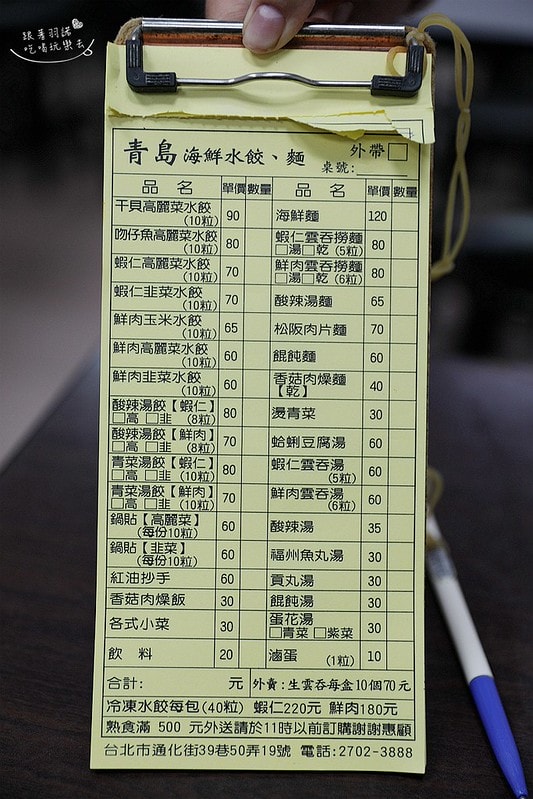 跟著羽諾
吃喝玩樂去
青島 海鮮水餃、麵
外帶□
桌號:
品名 單價 數量 品名 單價 數量
干貝高麗菜水餃 (10粒) 90
海鮮麵 120
吻仔魚高麗菜水餃 (10粒) 80
蝦仁雲吞撈麵 □湯□乾 (5粒) 80
蝦仁高麗菜水餃 (10粒) 70
鮮肉雲吞撈麵 □湯□乾 (6粒) 80
蝦仁韭菜水餃 (10粒) 70
酸辣湯麵 65
鮮肉玉米水餃 (10粒) 65
松阪肉片麵 70
鮮肉高麗菜水餃 (10粒) 60
餛飩麵 60
鮮肉韭菜水餃 (10粒) 60
香菇肉燥麵【乾】 40
酸辣湯餃【蝦仁】 □高 □韭 (8粒) 80
燙青菜 30
酸辣湯餃【鮮肉】 □高 □韭 (8粒) 70
蛤蜊豆腐湯 60
青菜湯餃【蝦仁】 □高 □韭 (10粒) 80
蝦仁雲吞湯 (5粒) 60
青菜湯餃【鮮肉】 □高 □韭 (10粒) 70
鮮肉雲吞湯 (6粒) 60
鍋貼【高麗菜】 (每份10粒) 60
酸辣湯 35
鍋貼【韭菜】 (每份10粒) 60
福州魚丸湯 30
紅油抄手 60
貢丸湯 30
香菇肉燥飯 30
餛飩湯 30
各式小菜 30
蛋花湯 □青菜 □紫菜 30
飲料 20
滷蛋 (1粒) 10
合計: 元 外賣:生雲吞每盒10個70元
冷凍水餃每包(40粒) 蝦仁220元 鮮肉180元
熟食滿 500 元外送請於11時以前訂購謝謝惠顧
台北市通化街39巷50弄19號 電話:2702-3888